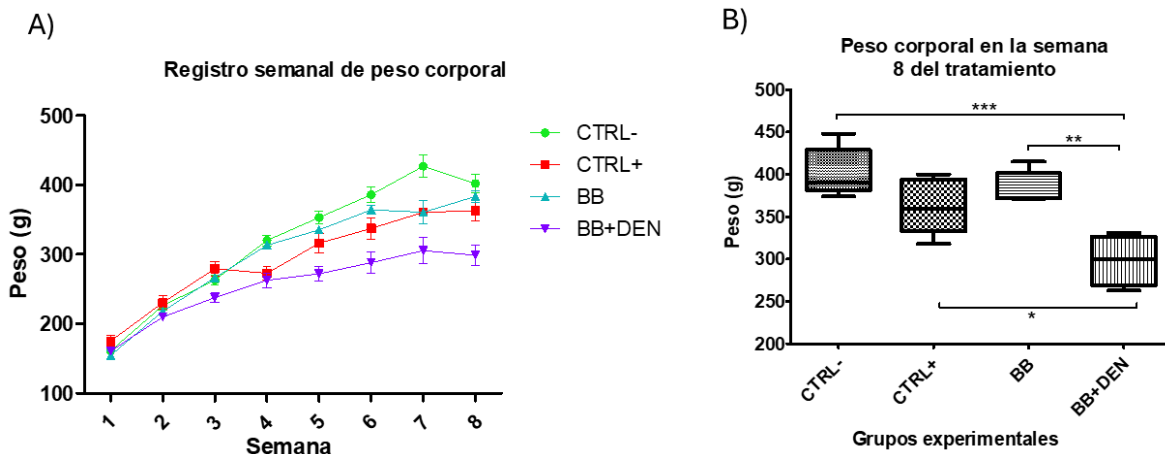 A)
Registro semanal de peso corporal
Peso (g)
500
400
300
200
100
1
2
3
4
5
6
7
8
Semana
CTRL-
CTRL+
BB
BB+DEN
B)
Peso corporal en la semana
8 del tratamiento
Peso (g)
500
450
400
350
300
250
200
***
**
*
CTRL-
CTRL+
BB
BB+DEN
Grupos experimentales